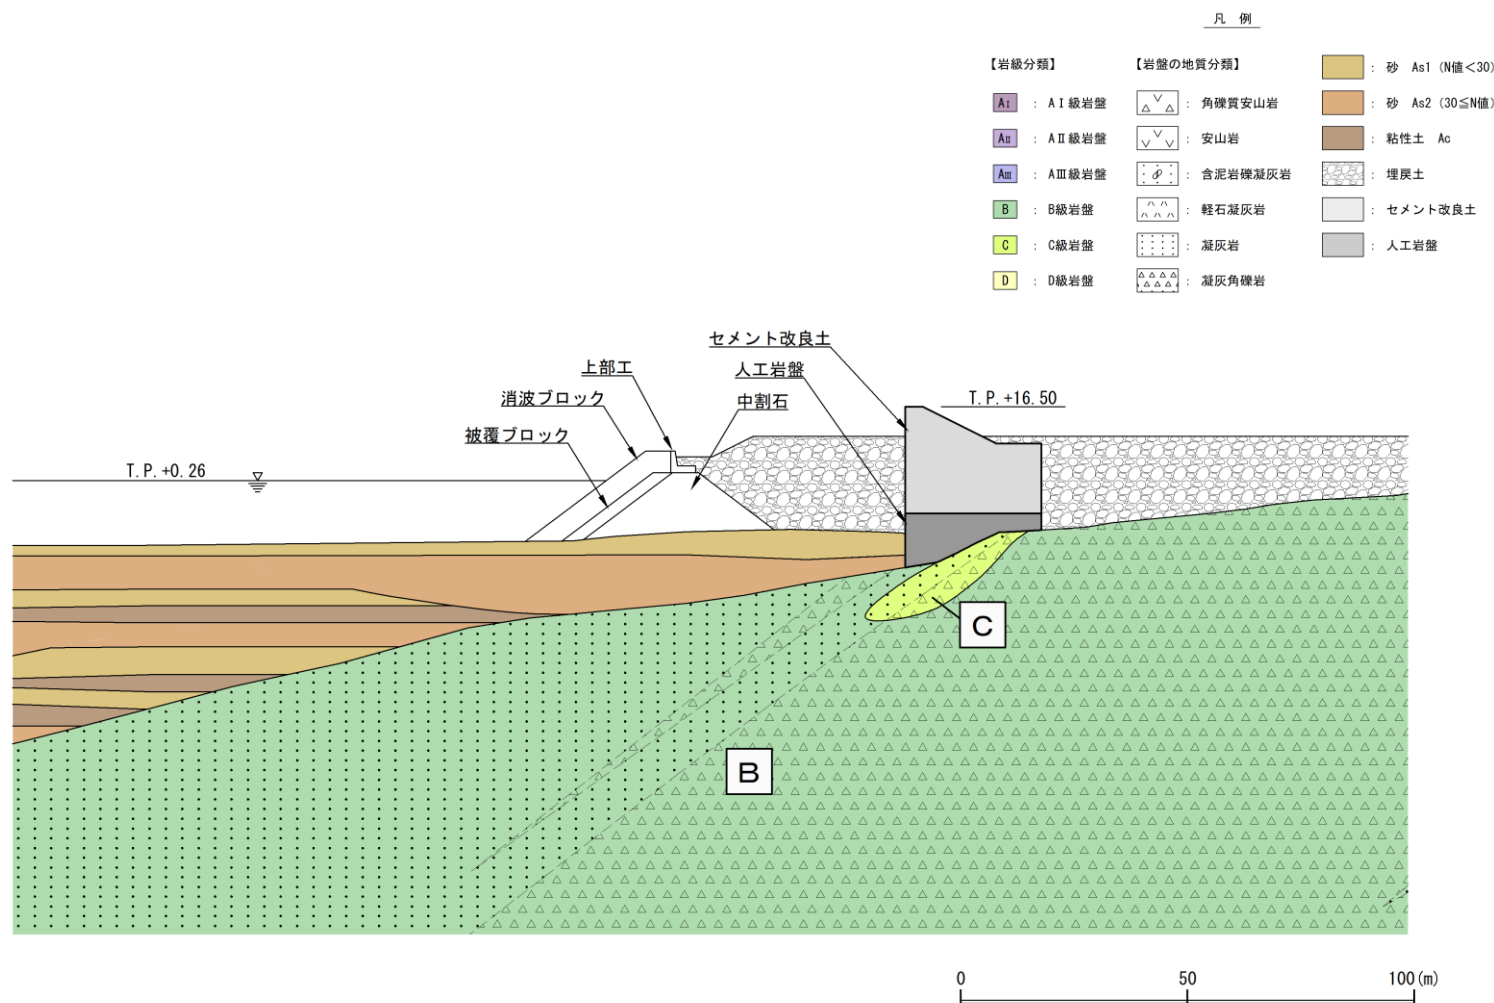 凡 例
【岩級分類】
AⅠ : AⅠ級岩盤
AⅡ : AⅡ級岩盤
AⅢ : AⅢ級岩盤
B : B級岩盤
C : C級岩盤
D : D級岩盤
【岩盤の地質分類】
: 角礫質安山岩
: 安山岩
: 含泥岩礫凝灰岩
: 軽石凝灰岩
: 凝灰岩
: 凝灰角礫岩
: 砂 As1 (N値<30)
: 砂 As2 (30≦N値)
: 粘性土 Ac
: 埋戻土
: セメント改良土
: 人工岩盤
セメント改良土
人工岩盤
中割石
上部工
消波ブロック
被覆ブロック
T.P.+16.50
T.P.+0.26
C
B
0 50 100(m)